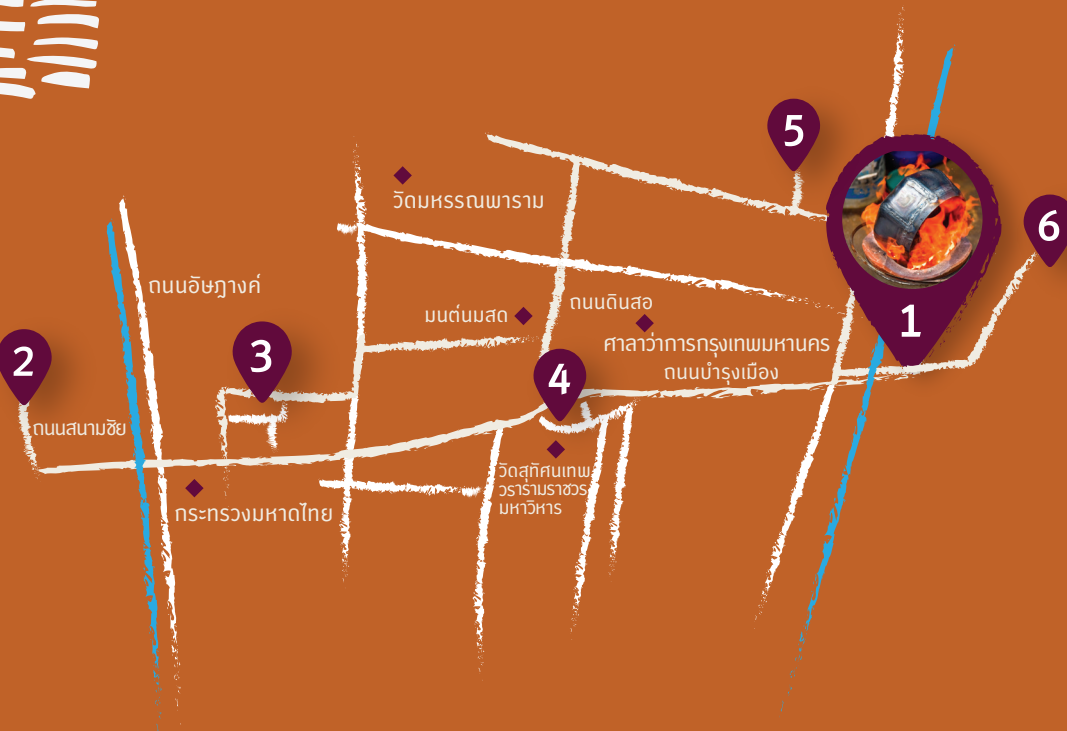 5
วัดมหรรณพาราม
6
ถนนอัษฎางค์
มนต์นมสด
ถนนดินสอ
1
ศาลาว่าการกรุงเทพมหานคร
2
3
ถนนบำรุงเมือง
4
ถนนสนามชัย
วัดสุทัศนเทพ
วรารามราชวร
มหาวิหาร
กระทรวงมหาดไทย